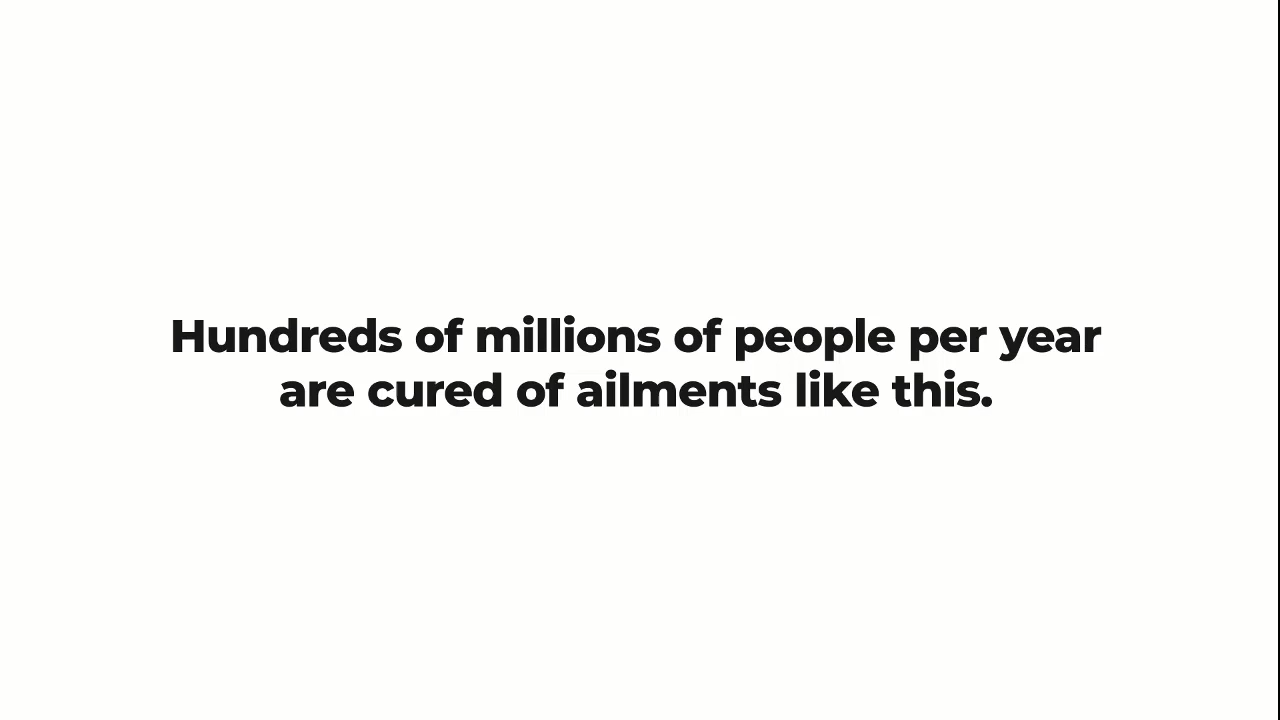 Hundreds of millions of people per year
are cured of ailments like this.